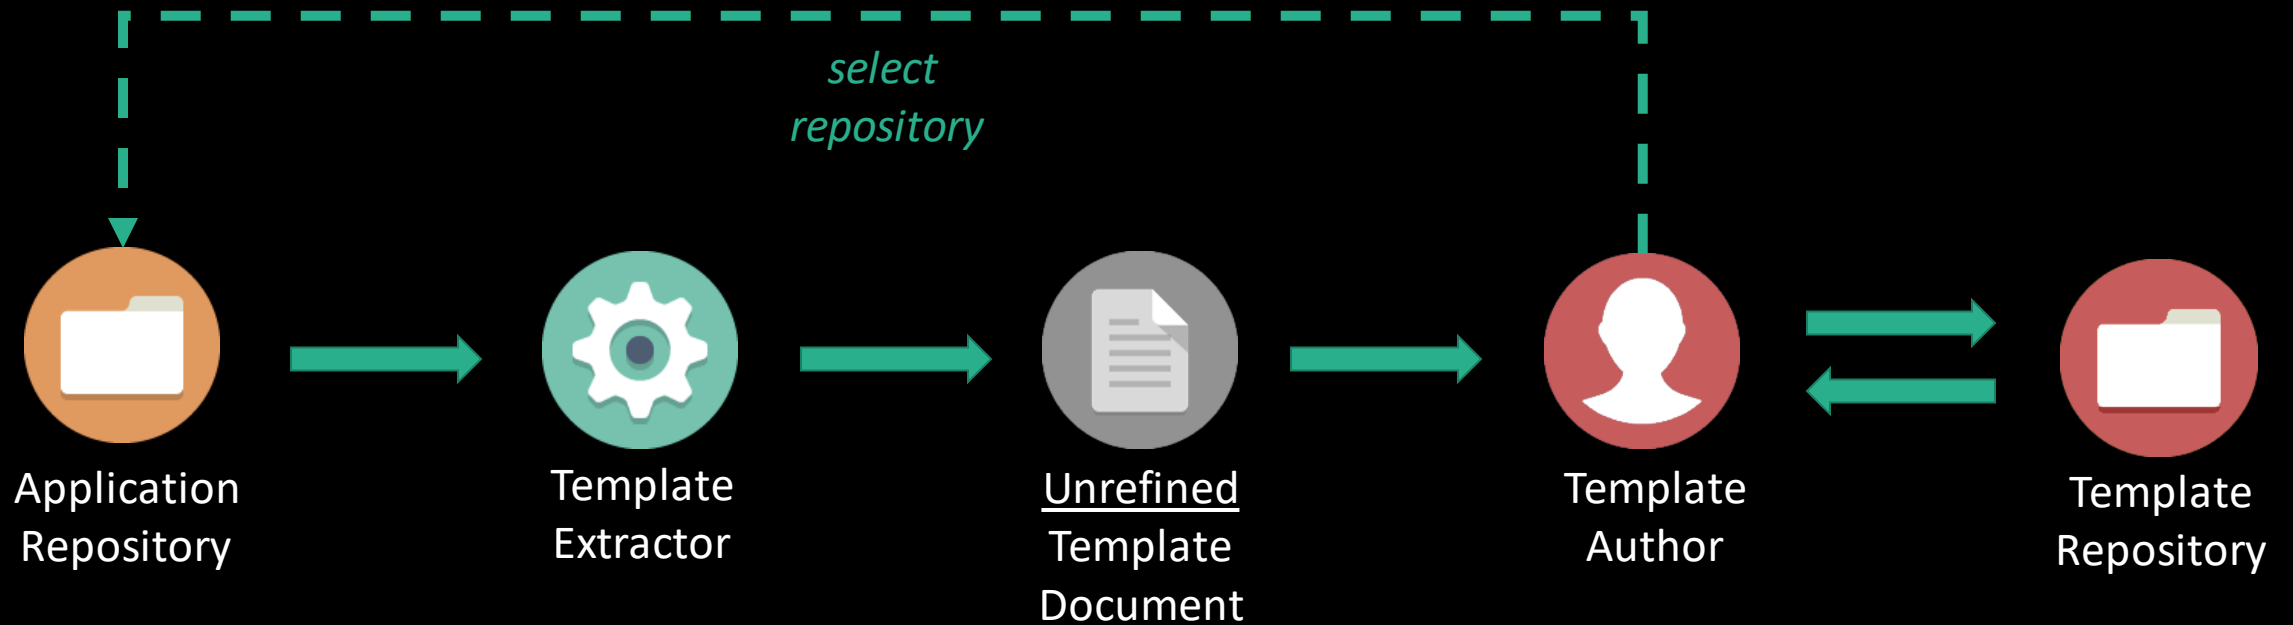 select
repository
Application
Repository
Template
Extractor
Unrefined
Template
Document
Template
Author
Template
Repository